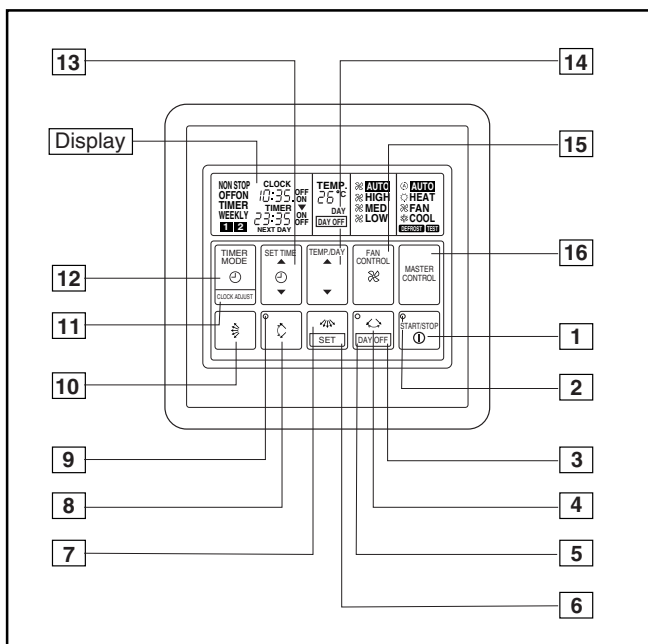 13
14
Display
15
NON STOP CLOCK
OFFON 10:35. OFF ON
TIMER TIMER
WEEKLY 23:35 ON OFF
1 2 NEXT DAY
TEMP.
26°C
DAY
DAY OFF
AUTO
HIGH
MED
LOW
AUTO
HEAT
FAN
COOL
DEFROST TEST
TIMER MODE
CLOCK ADJUST
SET TIME
TEMP./DAY
FAN CONTROL
MASTER CONTROL
12
16
11
SET
DAY OFF
START/STOP
1
10
2
9
3
8
4
7
5
6